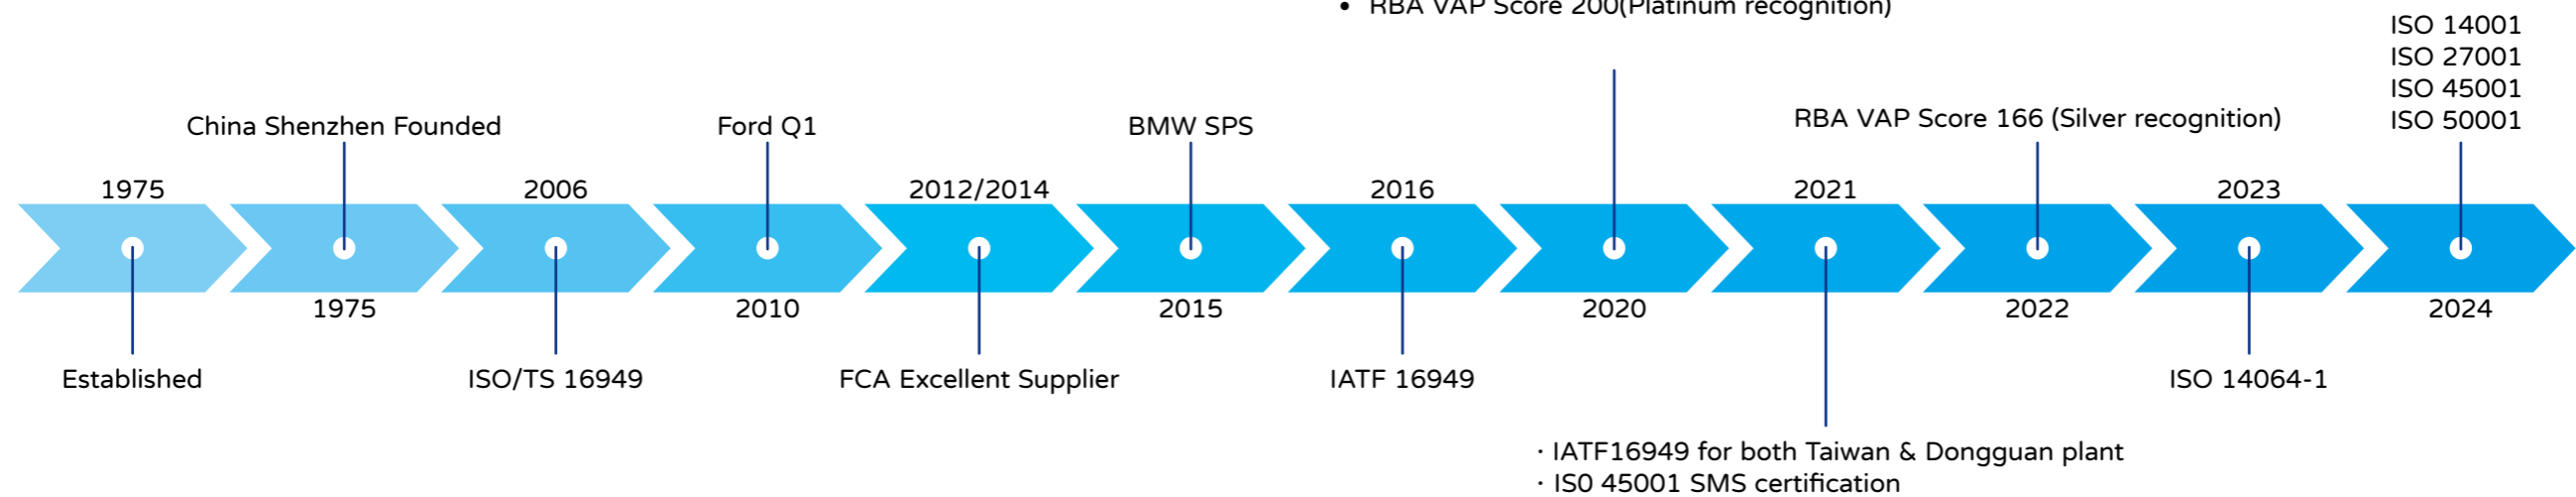 RBA VAP Score 200(Platinum recognition)
ISO 14001
ISO 27001
ISO 45001
ISO 50001
China Shenzhen Founded
Ford Q1
BMW SPS
RBA VAP Score 166 (Silver recognition)
1975
2006
2012/2014
2016
2021
2023
1975
2010
2015
2020
2022
2024
Established
ISO/TS 16949
FCA Excellent Supplier
IATF 16949
ISO 14064-1
· IATF16949 for both Taiwan & Dongguan plant
· IS0 45001 SMS certification